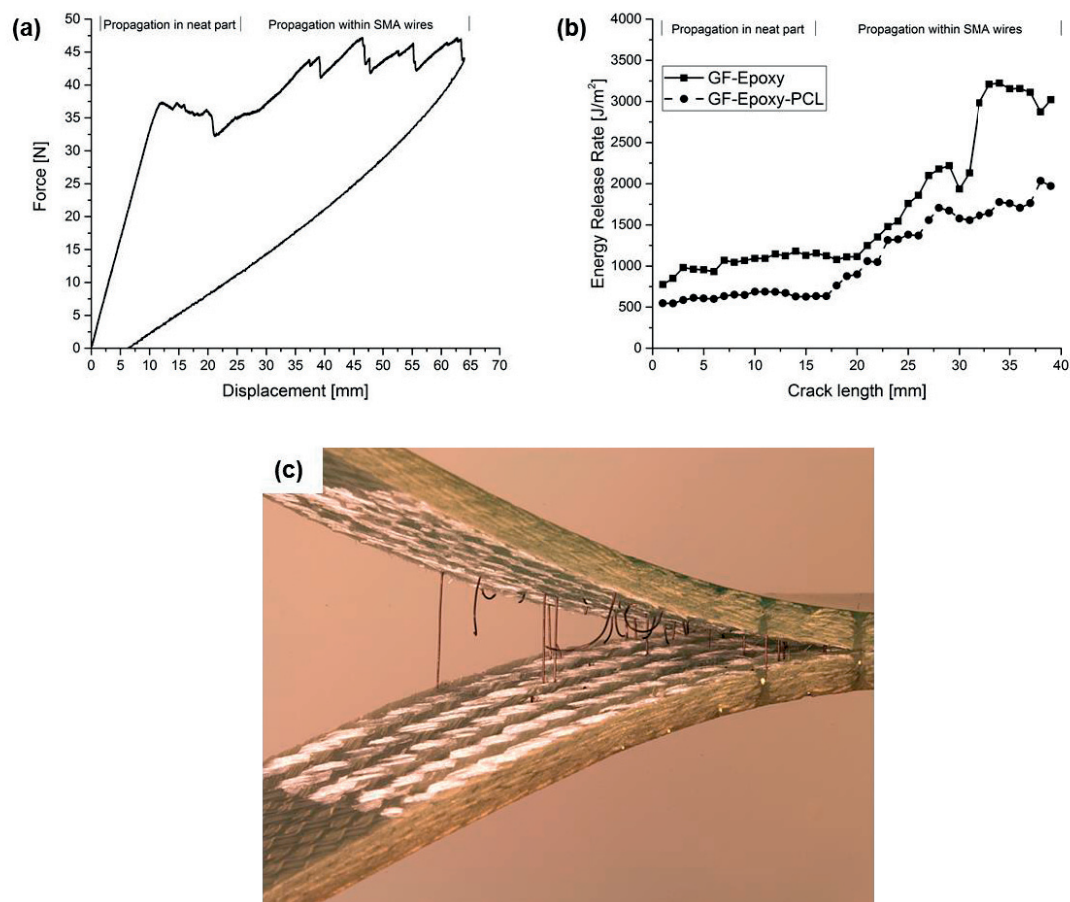 (a)
Propagation in neat part
Propagation within SMA wires
50
45
40
35
30
25
20
15
10
5
0
Force [N]
0 5 10 15 20 25 30 35 40 45 50 55 60 65 70
Displacement [mm]
(b)
Propagation in neat part
Propagation within SMA wires
4000
3500
3000
2500
2000
1500
1000
500
0
GF-Epoxy
GF-Epoxy-PCL
Energy Release Rate [J/m²]
0 5 10 15 20 25 30 35 40
Crack length [mm]
(c)